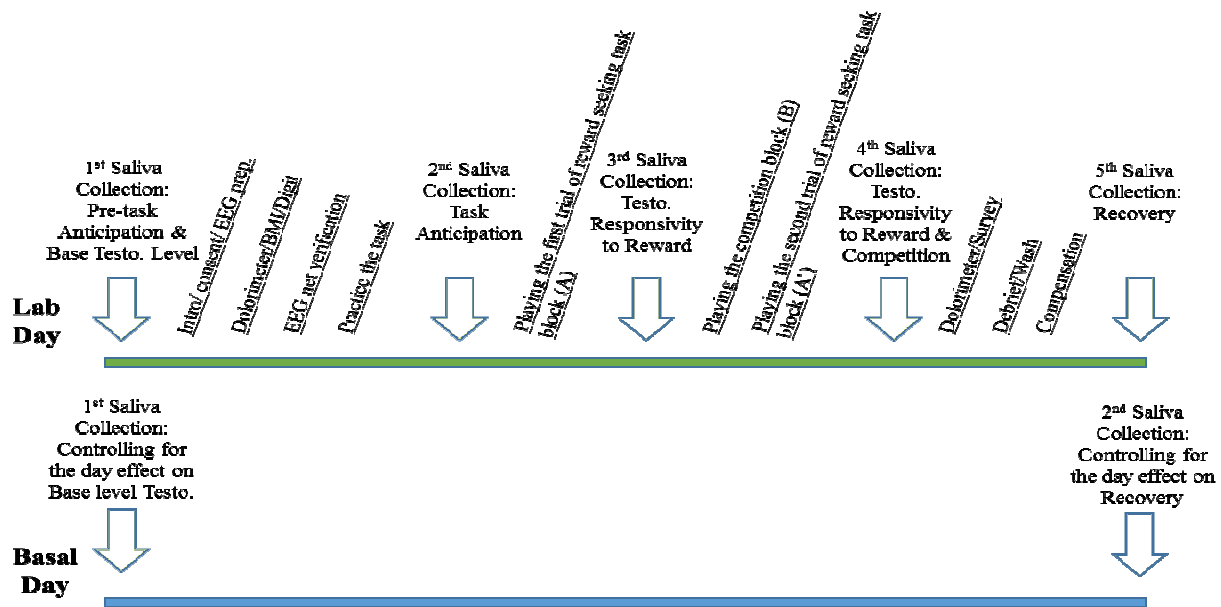 1st Saliva
Collection:
Pre-task
Anticipation &
Base Testo. Level
Intro/ consent/ EEG prep.
Dolorimeter/BMI/Digit
EEG net verification
Practice the task
2nd Saliva
Collection:
Task
Anticipation
Playing the first trial of reward seeking task
block (A)
3rd Saliva
Collection:
Testo.
Responsivity
to Reward
Playing the competition block (B)
Playing the second trial of reward seeking task
block (A')
4th Saliva
Collection:
Testo.
Responsivity
to Reward &
Competition
Dolorimeter/Survey
Debrief/Wash
Compensation
5th Saliva
Collection:
Recovery
Lab
Day
1st Saliva
Collection:
Controlling for
the day effect on
Base level Testo.
2nd Saliva
Collection:
Controlling for
the day effect on
Recovery
Basal
Day